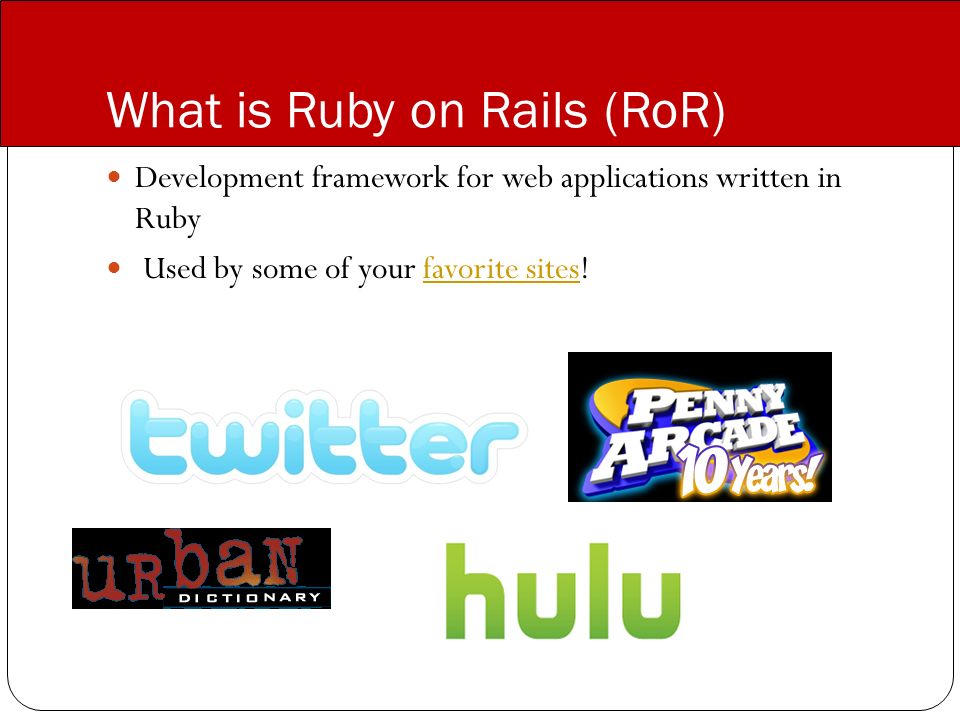 What is Ruby on Rails (RoR)
Development framework for web applications written in
Ruby
Used by some of your favorite sites!
twitter
PENNY
ARCADE
10 Years!
urban
DICTIONARY
hulu